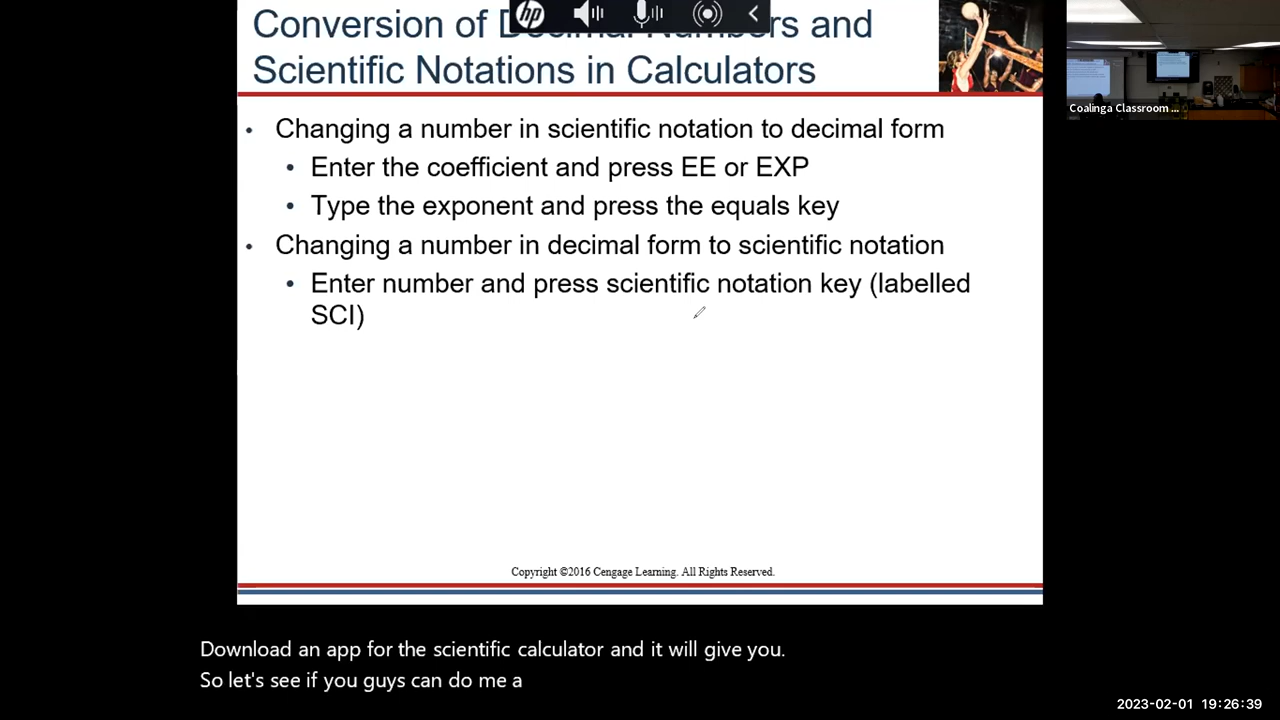 Conversion of Decimal Numbers and
Scientific Notations in Calculators
hp
Coalinga Classroom ...
• Changing a number in scientific notation to decimal form
• Enter the coefficient and press EE or EXP
• Type the exponent and press the equals key
• Changing a number in decimal form to scientific notation
• Enter number and press scientific notation key (labelled
SCI)
Copyright ©2016 Cengage Learning. All Rights Reserved.
Download an app for the scientific calculator and it will give you.
So let's see if you guys can do me a
2023-02-01 19:26:39